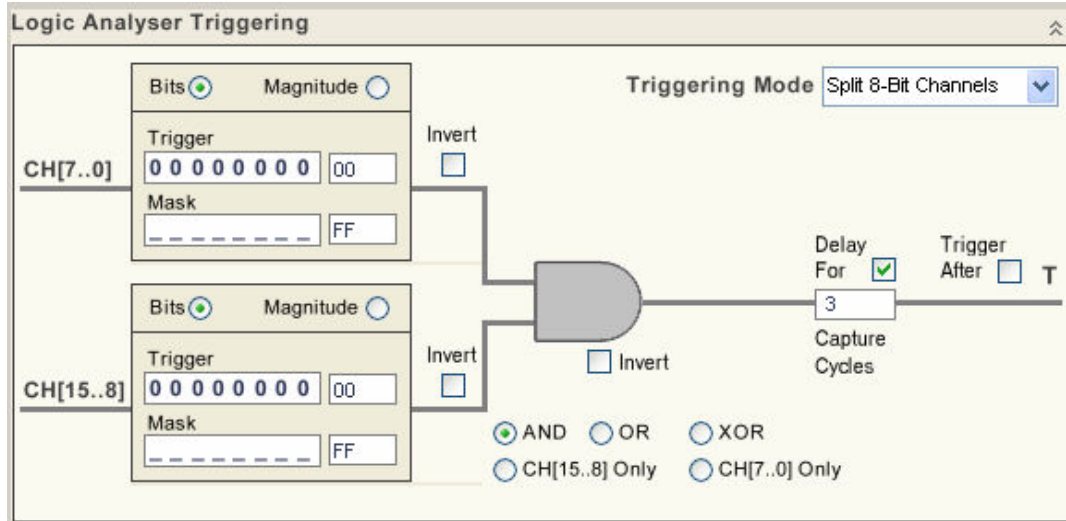 Logic Analyser Triggering
Bits Magnitude
Triggering Mode Split 8-Bit Channels
Trigger
Invert
CH[7..0]
0 0 0 0 0 0 0 0 00
Mask
_ _ _ _ _ _ _ _ FF
Delay For
Trigger After
T
3
Capture Cycles
Bits Magnitude
Trigger
Invert
Invert
CH[15..8]
0 0 0 0 0 0 0 0 00
Mask
_ _ _ _ _ _ _ _ FF
AND OR XOR
CH[15..8] Only CH[7..0] Only